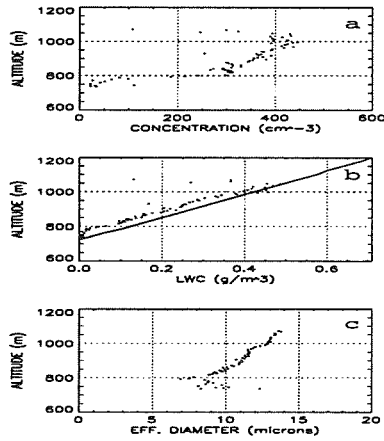 a
ALTITUDE (m)
1200
1000
800
600
0 200 400 600
CONCENTRATION (cm^-3)
b
ALTITUDE (m)
1200
1000
800
600
0.0 0.2 0.4 0.6
LWC (g/m^3)
c
ALTITUDE (m)
1200
1000
800
600
0 5 10 15 20
EFF. DIAMETER (microns)